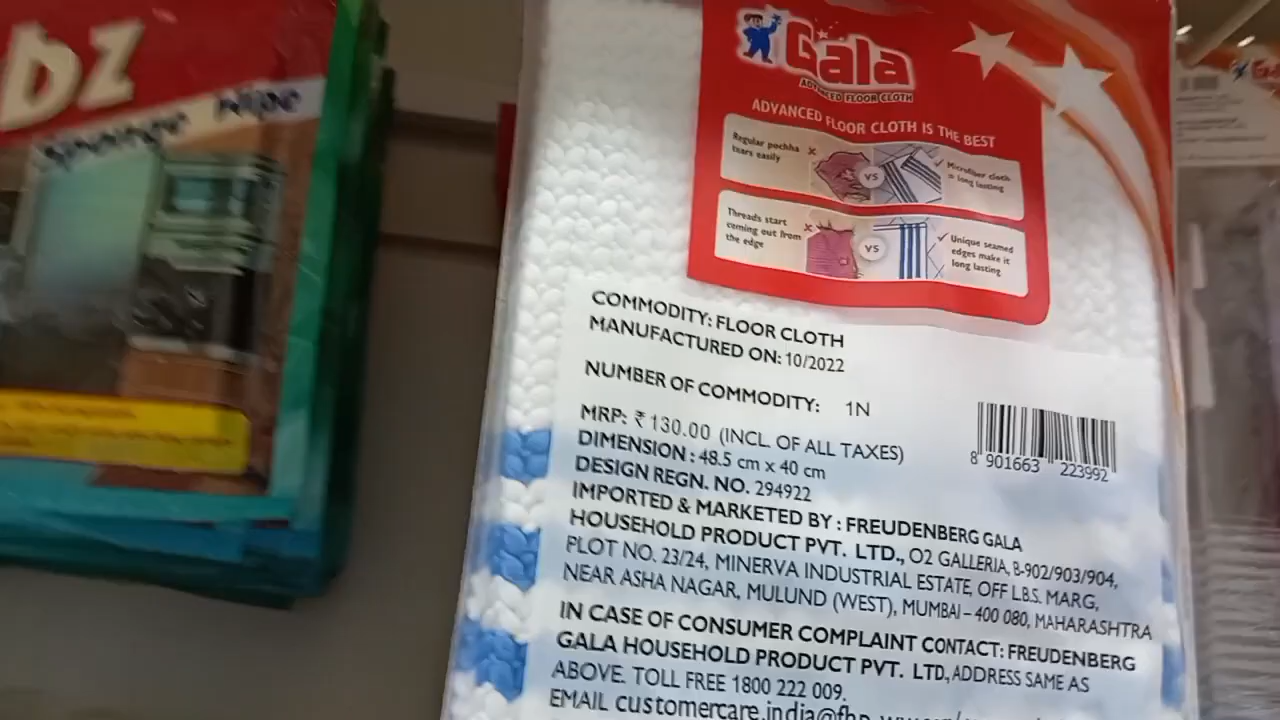 DZ
Sponge Wipe
Gala
ADVANCED FLOOR CLOTH
ADVANCED FLOOR CLOTH IS THE BEST
Regular pochha
tears easily
VS
Microfiber cloth
is long lasting
Threads start
coming out from
the edge
VS
Unique seamed
edges make it
long lasting
COMMODITY: FLOOR CLOTH
MANUFACTURED ON: 10/2022
NUMBER OF COMMODITY: 1N
MRP: ₹ 130.00 (INCL. OF ALL TAXES)
DIMENSION : 48.5 cm x 40 cm
DESIGN REGN. NO. 294922
IMPORTED & MARKETED BY : FREUDENBERG GALA
HOUSEHOLD PRODUCT PVT. LTD., O2 GALLERIA, B-902/903/904,
PLOT NO. 23/24, MINERVA INDUSTRIAL ESTATE, OFF L.B.S. MARG,
NEAR ASHA NAGAR, MULUND (WEST), MUMBAI – 400 080, MAHARASHTRA
IN CASE OF CONSUMER COMPLAINT CONTACT: FREUDENBERG
GALA HOUSEHOLD PRODUCT PVT. LTD., ADDRESS SAME AS
ABOVE. TOLL FREE 1800 222 009.
EMAIL
8 901663 223992